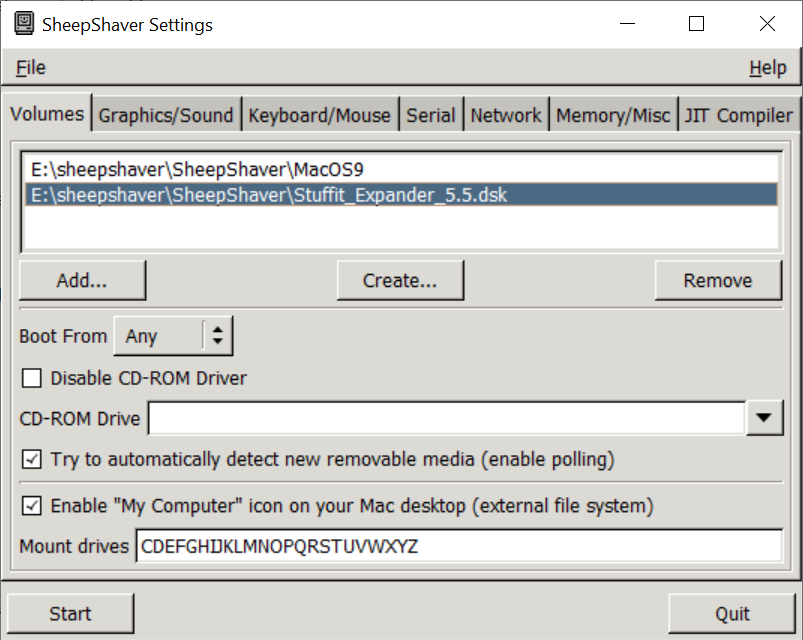 SheepShaver Settings
File Help
Volumes Graphics/Sound Keyboard/Mouse Serial Network Memory/Misc JIT Compiler
E:\sheepshaver\SheepShaver\MacOS9
E:\sheepshaver\SheepShaver\Stuffit_Expander_5.5.dsk
Add... Create... Remove
Boot From Any
Disable CD-ROM Driver
CD-ROM Drive
Try to automatically detect new removable media (enable polling)
Enable "My Computer" icon on your Mac desktop (external file system)
Mount drives CDEFGHIJKLMNOPQRSTUVWXYZ
Start Quit